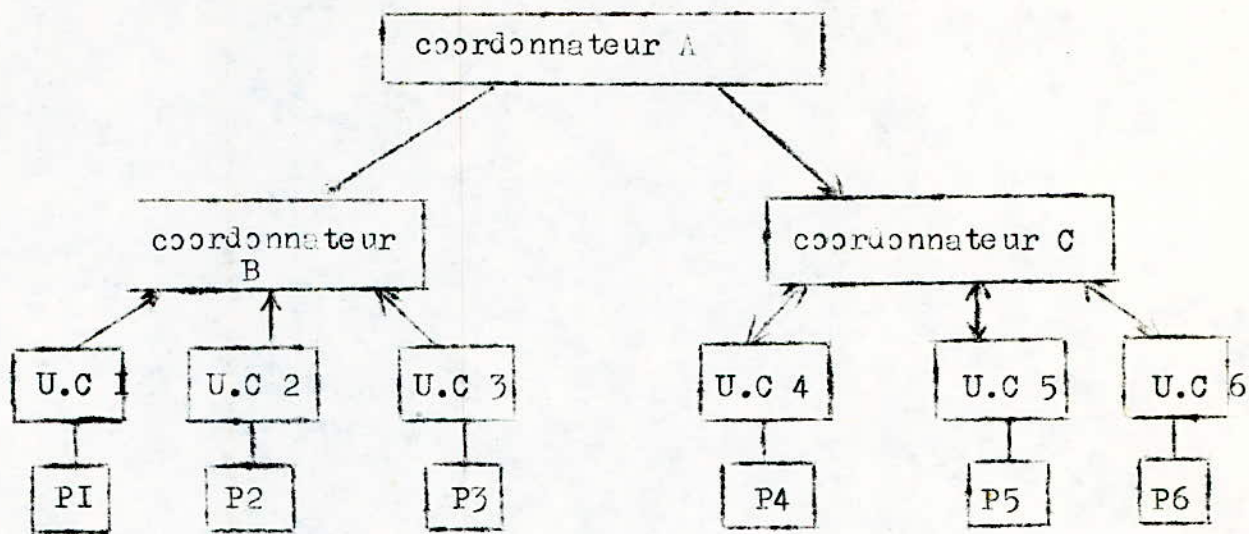 coordonnateur A
coordonnateur
B
coordonnateur C
U.C 1
U.C 2
U.C 3
U.C 4
U.C 5
U.C 6
PI
P2
P3
P4
P5
P6